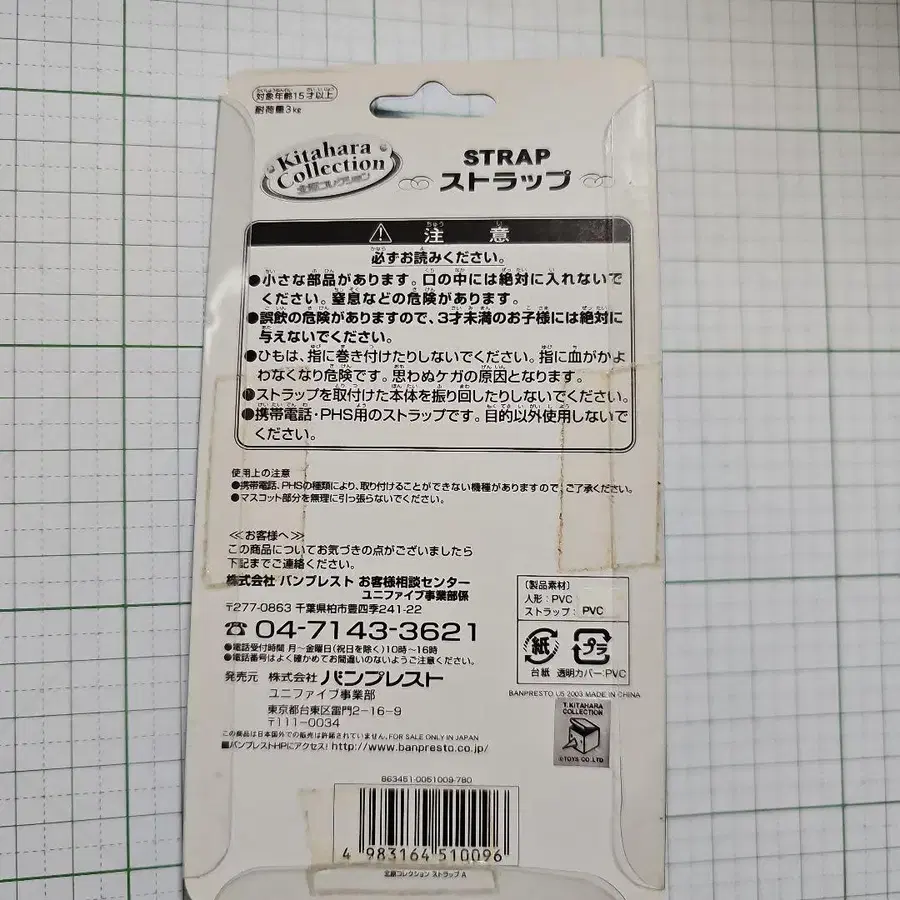 対象年齢15才以上
耐荷重3kg
Kitahara
Collection
北原コレクション
STRAP
ストラップ
注意
必ずお読みください。
●小さな部品があります。口の中には絶対に入れないで
ください。窒息などの危険があります。
●誤飲の危険がありますので、3才未満のお子様には絶対に
与えないでください。
●ひもは、指に巻き付けたりしないでください。指に血がかよ
わなくなり危険です。思わぬケガの原因となります。
●ストラップを取付けた本体を振り回したりしないでください。
●携帯電話・PHS用のストラップです。目的以外使用しないで
ください。
使用上の注意
●携帯電話、PHSの種類により、取り付けることができない機種がありますので、ご了承ください。
●マスコット部分を無理に引っ張らないでください。
≪お客様へ≫
この商品についてお気づきの点がございましたら
下記までご連絡ください。
株式会社 バンプレスト お客様相談センター
ユニファイブ事業部係
〒277-0863 千葉県柏市豊四季241-22
☎ 04-7143-3621
●電話受付時間 月～金曜日(祝日を除く)10時～16時
●電話番号はよく確かめてお間違いのないようご注意ください。
発売元 株式会社 バンプレスト
ユニファイブ事業部
東京都台東区雷門2-16-9
〒111-0034
この商品は日本国外での販売は許諾されていません。FOR SALE ONLY IN JAPAN
■バンプレストHPにアクセス! http://www.banpresto.co.jp/
〔製品素材〕
人形：PVC
ストラップ：PVC
紙
プラ
台紙 透明カバー:PVC
BANPRESTO U5 2003 MADE IN CHINA
T.KITAHARA
COLLECTION
©TOYS CO.,LTD
863451-0051009-780
4 983164 510096
北原コレクション ストラップ A